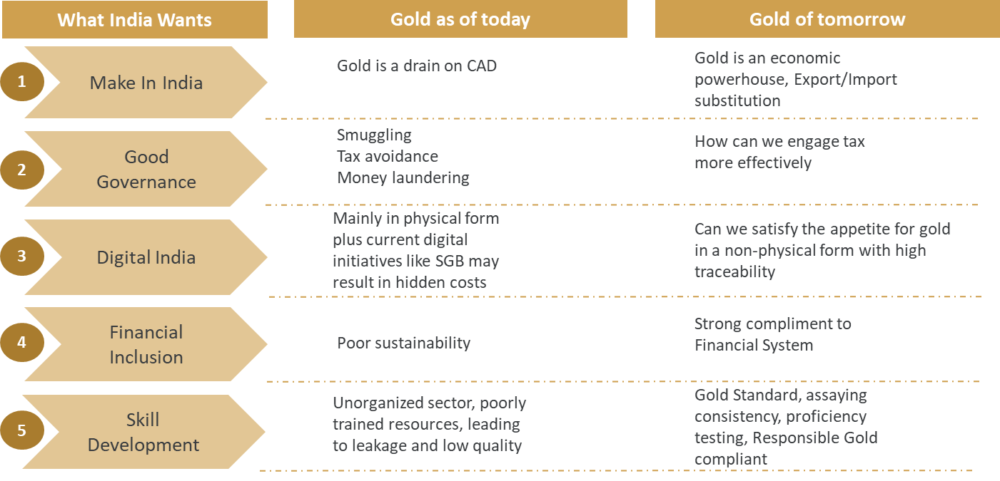 What India Wants
Gold as of today
Gold of tomorrow
1
Make In India
Gold is a drain on CAD
Gold is an economic
powerhouse, Export/Import
substitution
2
Good
Governance
Smuggling
Tax avoidance
Money laundering
How can we engage tax
more effectively
3
Digital India
Mainly in physical form
plus current digital
initiatives like SGB may
result in hidden costs
Can we satisfy the appetite for gold
in a non-physical form with high
traceability
4
Financial
Inclusion
Poor sustainability
Strong compliment to
Financial System
5
Skill
Development
Unorganized sector, poorly
trained resources, leading
to leakage and low quality
Gold Standard, assaying
consistency, proficiency
testing, Responsible Gold
compliant